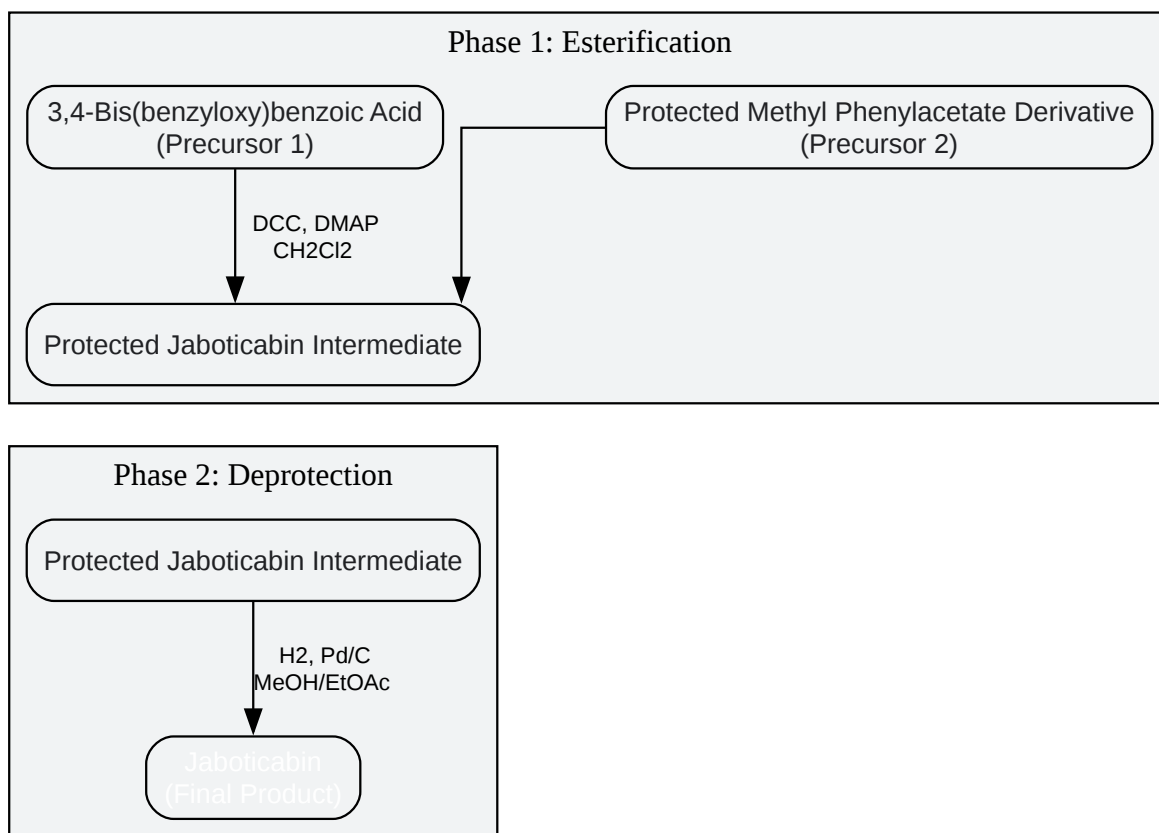 Phase 1: Esterification
3,4-Bis(benzyloxy)benzoic Acid
(Precursor 1)
Protected Methyl Phenylacetate Derivative
(Precursor 2)
DCC, DMAP
CH2Cl2
Protected Jaboticabin Intermediate
Phase 2: Deprotection
Protected Jaboticabin Intermediate
H2, Pd/C
MeOH/EtOAc
Jaboticabin
(Final Product)